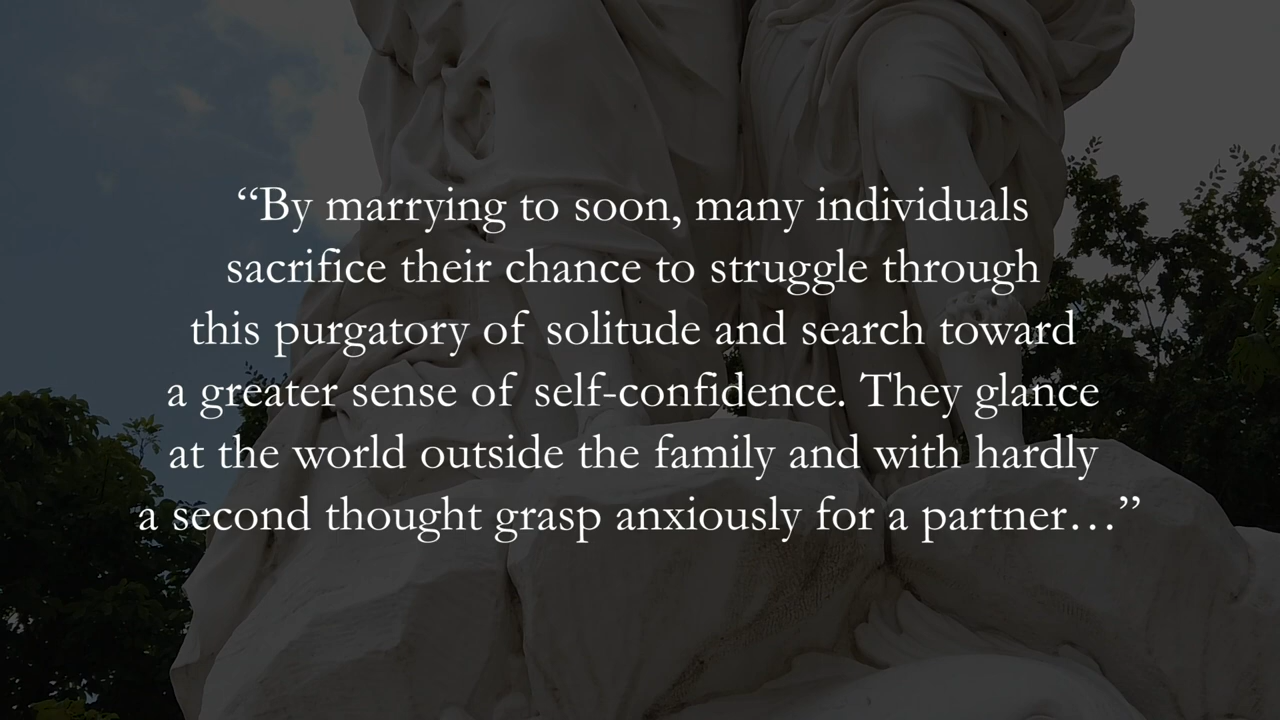 “By marrying to soon, many individuals
sacrifice their chance to struggle through
this purgatory of self solitude and search toward
a greater sense of self-confidence. They glance
at the world outside the family and with hardly
a second thought grasp anxiously for a partner…”